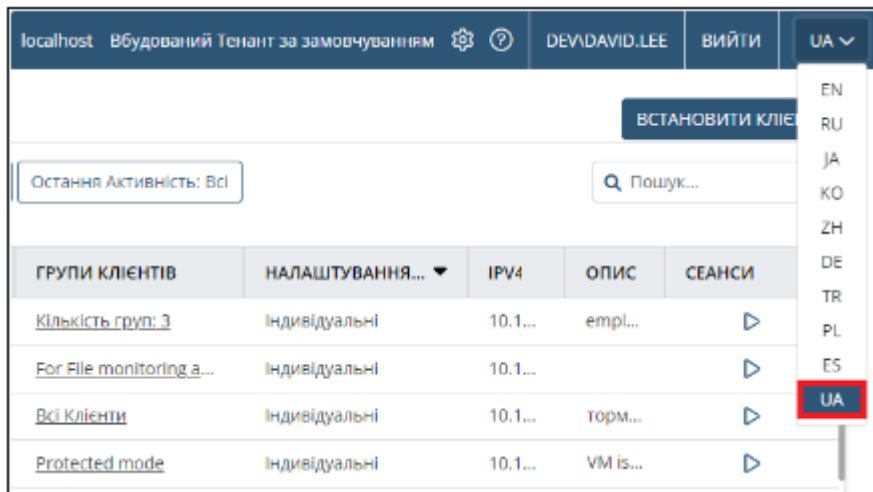 localhost Вбудований Тенант за замовчуванням DEV\DAVID.LEE ВИЙТИ UA
EN
ВСТАНОВИТИ КЛІЄ
RU
JA
Остання Активність: Всі Пошук...
KO
ZH
ГРУПИ КЛІЄНТІВ НАЛАШТУВАННЯ... IPV4 ОПИС СЕАНСИ
DE
TR
Кількість груп: 3 Індивідуальні 10.1... empl...
PL
For File monitoring a... Індивідуальні 10.1...
ES
UA
Всі Клієнти Індивідуальні 10.1... торм...
Protected mode Індивідуальні 10.1... VM is...